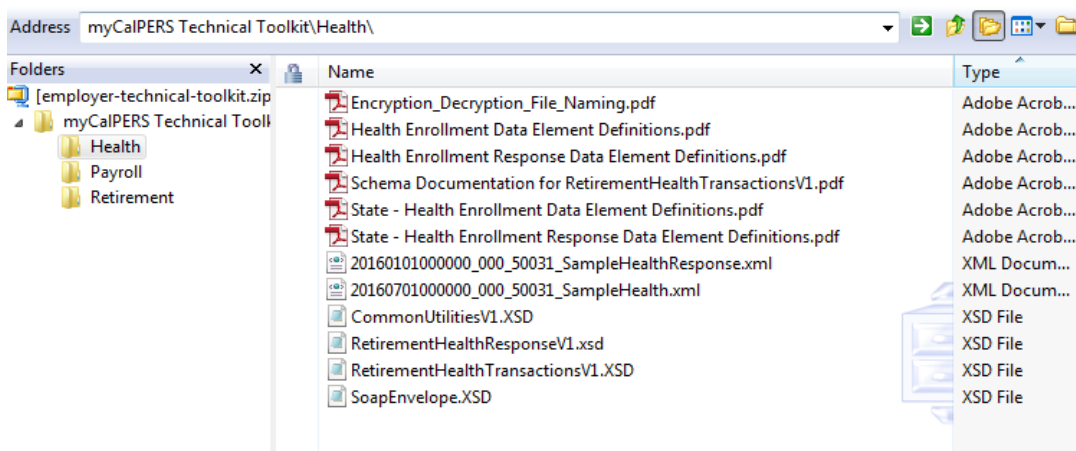 Address myCalPERS Technical Toolkit\Health\
Folders x Name Type
[employer-technical-toolkit.zip
myCalPERS Technical Toolk
Health
Payroll
Retirement
Encryption_Decryption_File_Naming.pdf Adobe Acrob...
Health Enrollment Data Element Definitions.pdf Adobe Acrob...
Health Enrollment Response Data Element Definitions.pdf Adobe Acrob...
Schema Documentation for RetirementHealthTransactionsV1.pdf Adobe Acrob...
State - Health Enrollment Data Element Definitions.pdf Adobe Acrob...
State - Health Enrollment Response Data Element Definitions.pdf Adobe Acrob...
20160101000000_000_50031_SampleHealthResponse.xml XML Docum...
20160701000000_000_50031_SampleHealth.xml XML Docum...
CommonUtilitiesV1.XSD XSD File
RetirementHealthResponseV1.xsd XSD File
RetirementHealthTransactionsV1.XSD XSD File
SoapEnvelope.XSD XSD File